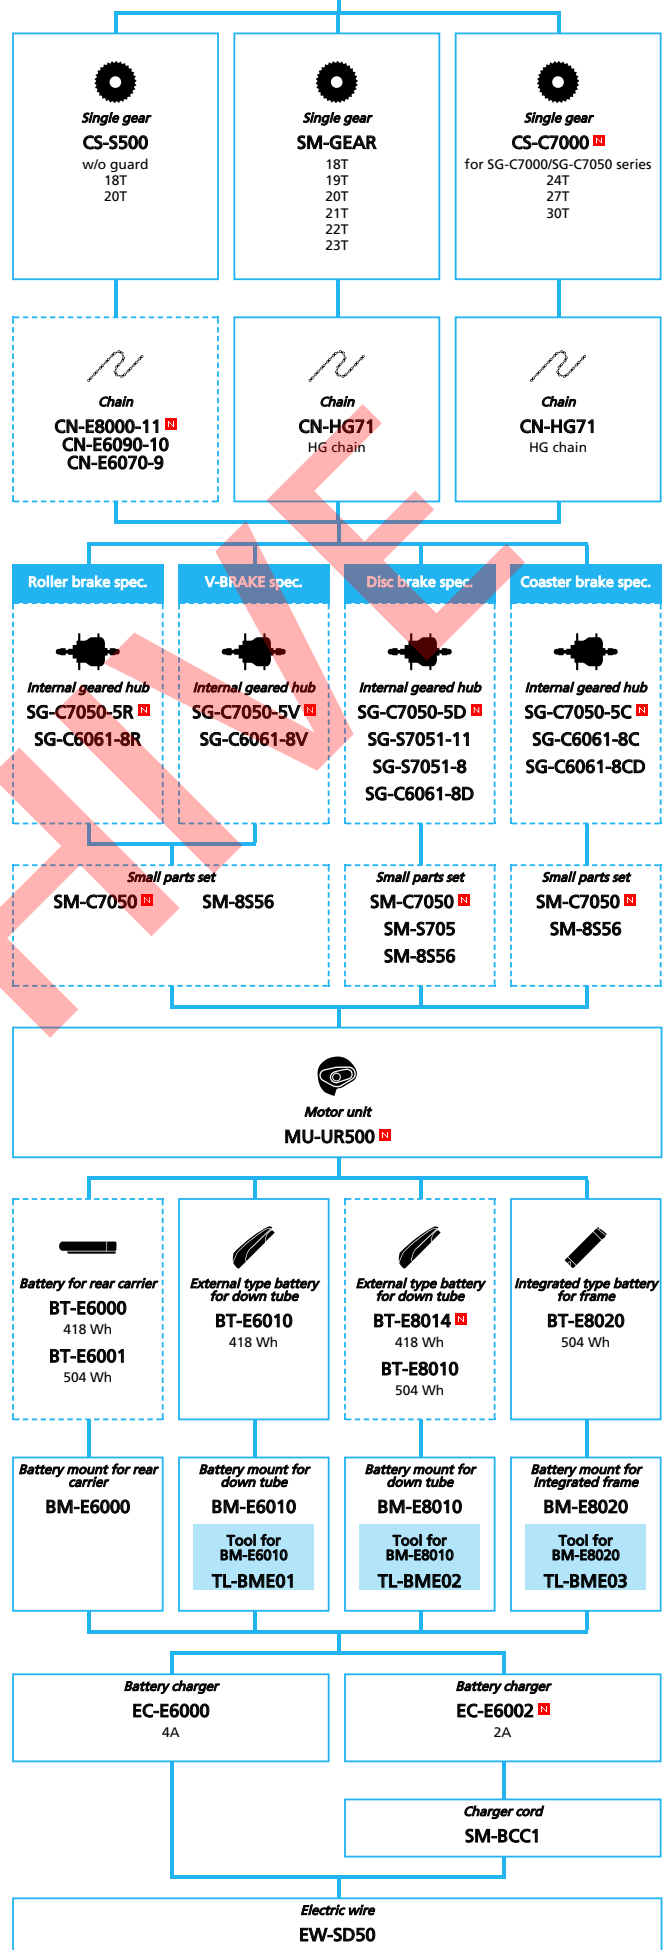 Single gear
CS-S500
w/o guard
18T
20T
Single gear
SM-GEAR
18T
19T
20T
21T
22T
23T
Single gear
CS-C7000 N
for SG-C7000/SG-C7050 series
24T
27T
30T
Chain
CN-E8000-11 N
CN-E6090-10
CN-E6070-9
Chain
CN-HG71
HG chain
Chain
CN-HG71
HG chain
Roller brake spec.
Internal geared hub
SG-C7050-5R N
SG-C6061-8R
V-BRAKE spec.
Internal geared hub
SG-C7050-5V N
SG-C6061-8V
Disc brake spec.
Internal geared hub
SG-C7050-5D N
SG-S7051-11
SG-S7051-8
SG-C6061-8D
Coaster brake spec.
Internal geared hub
SG-C7050-5C N
SG-C6061-8C
SG-C6061-8CD
Small parts set
SM-C7050 N SM-8S56
Small parts set
SM-C7050 N
SM-S705
SM-8S56
Small parts set
SM-C7050 N
SM-8S56
Motor unit
MU-UR500 N
Battery for rear carrier
BT-E6000
418 Wh
BT-E6001
504 Wh
External type battery
for down tube
BT-E6010
418 Wh
External type battery
for down tube
BT-E8014 N
418 Wh
BT-E8010
504 Wh
Integrated type battery
for frame
BT-E8020
504 Wh
Battery mount for rear
carrier
BM-E6000
Battery mount for
down tube
BM-E6010
Tool for
BM-E6010
TL-BME01
Battery mount for
down tube
BM-E8010
Tool for
BM-E8010
TL-BME02
Battery mount for
Integrated frame
BM-E8020
Tool for
BM-E8020
TL-BME03
Battery charger
EC-E6000
4A
Battery charger
EC-E6002 N
2A
Charger cord
SM-BCC1
Electric wire
EW-SD50
HIVE